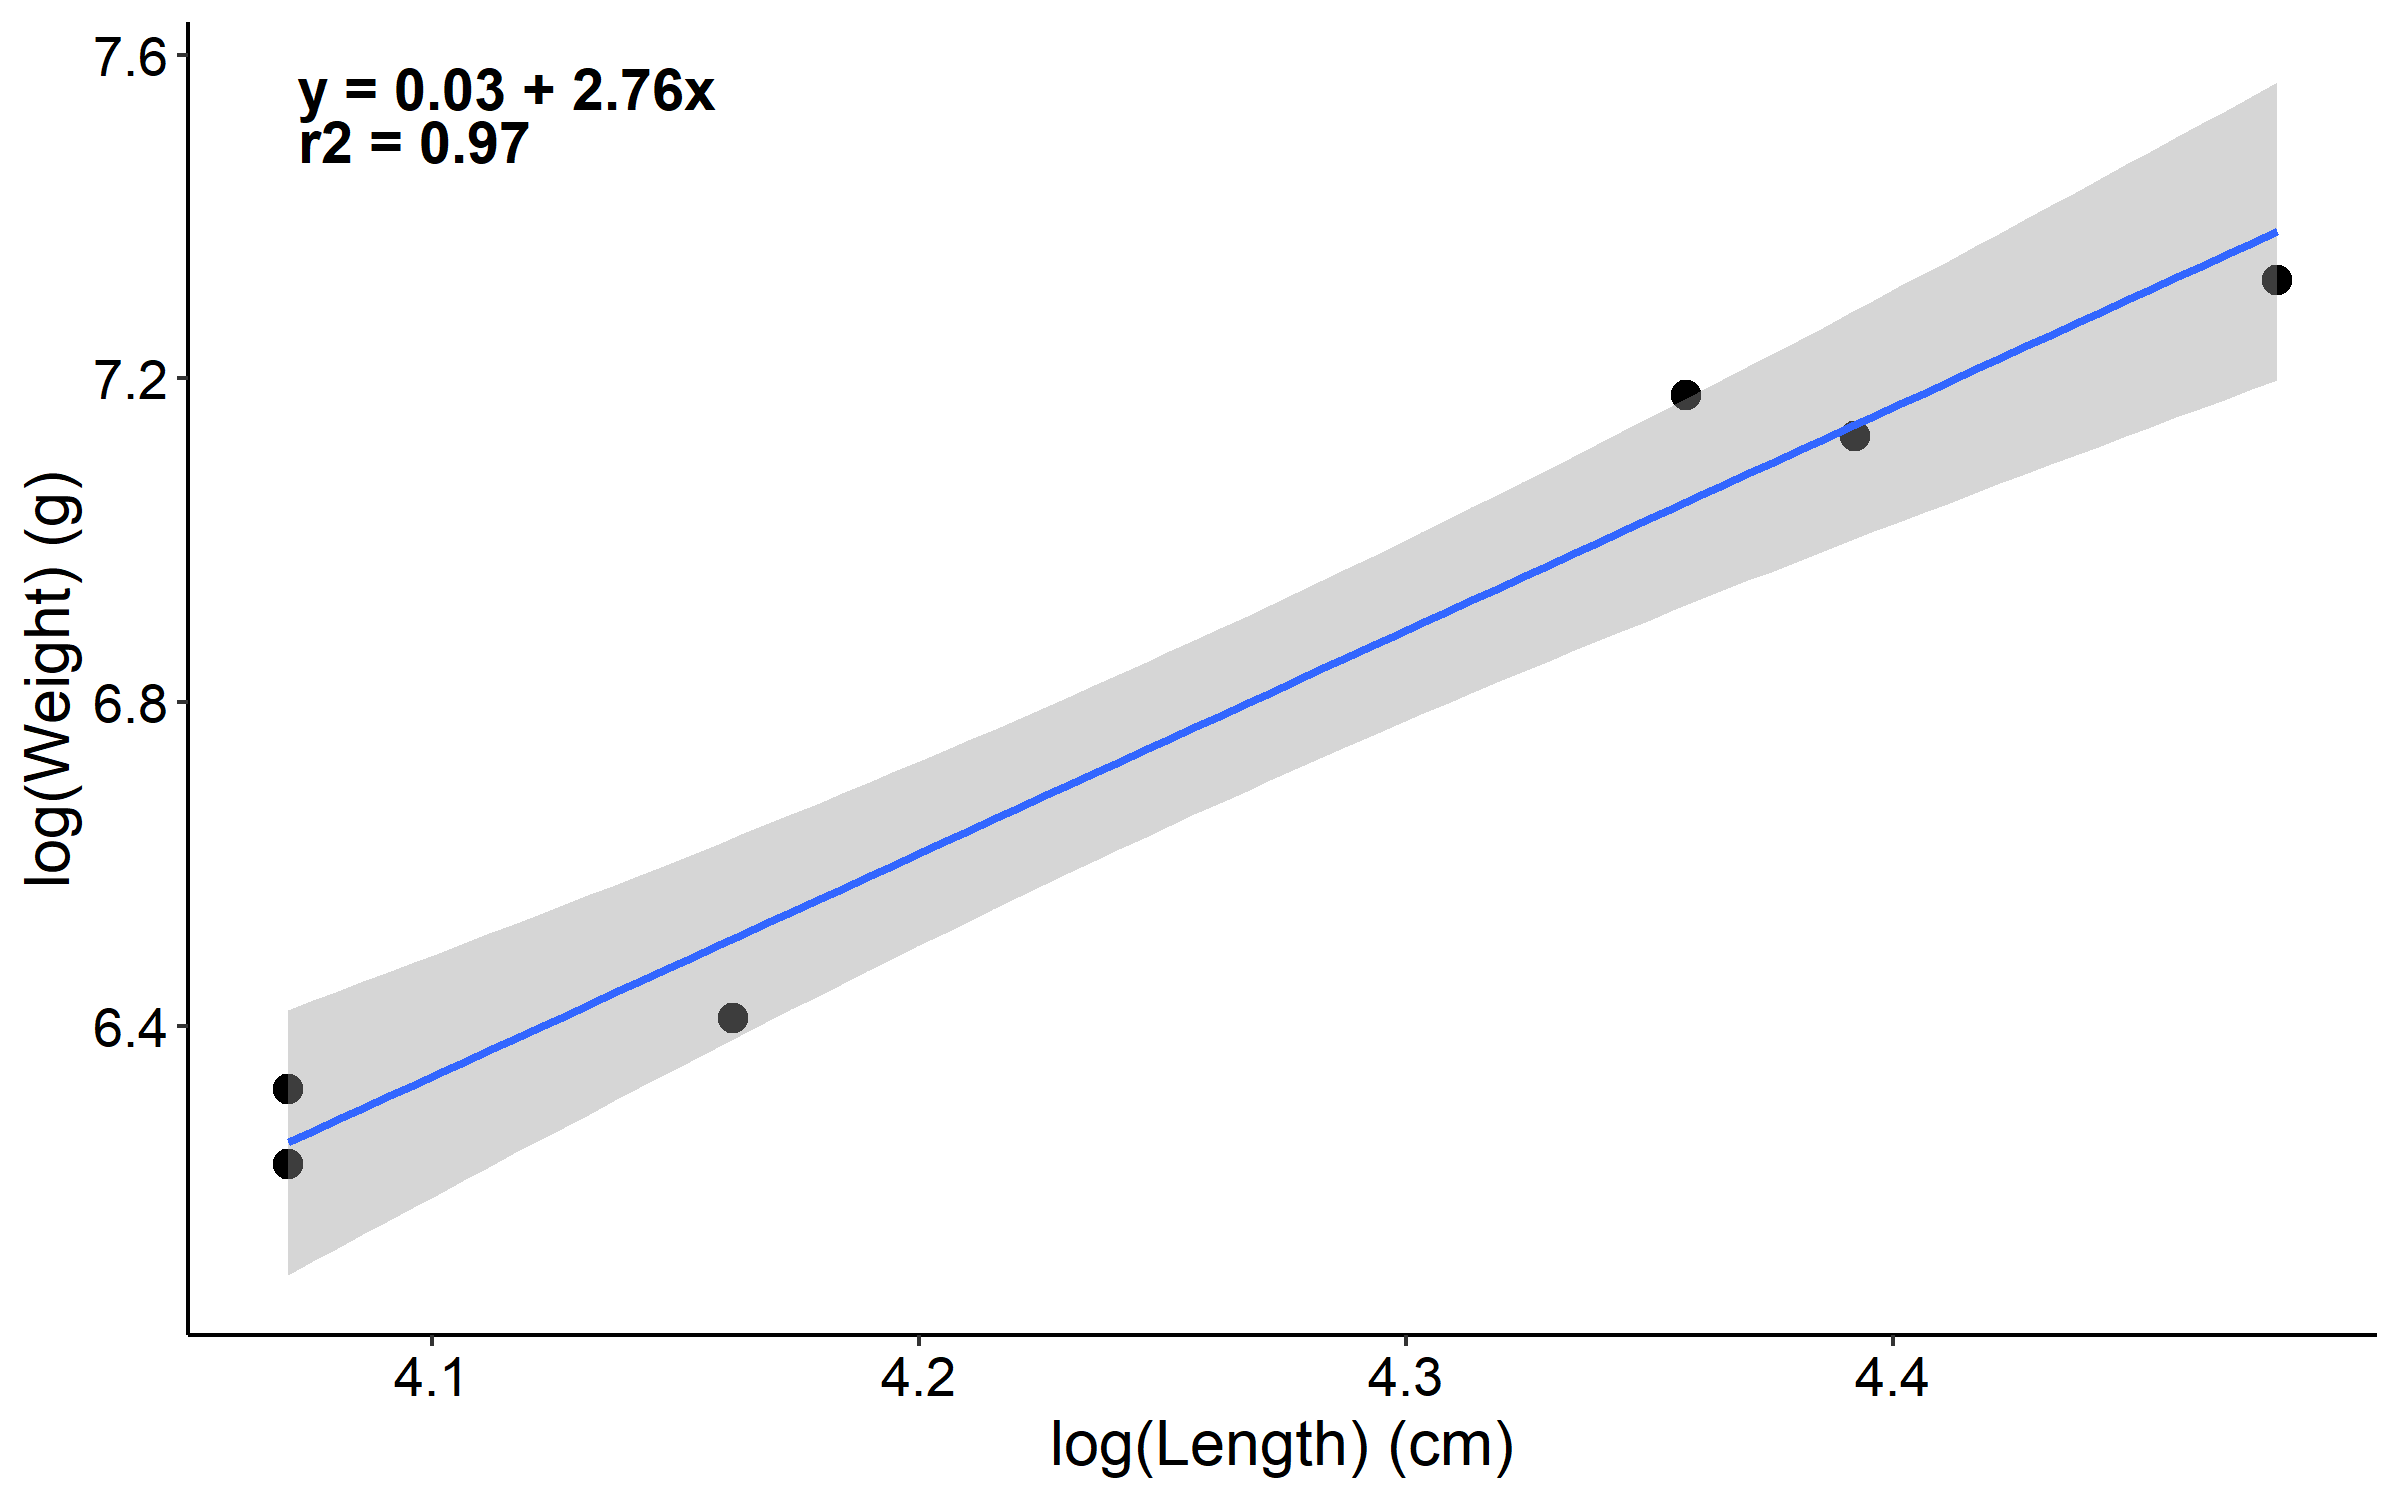 y = 0.03 + 2.76x
r2 = 0.97
7.6
7.2
6.8
6.4
log(Weight) (g)
4.1 4.2 4.3 4.4
log(Length) (cm)